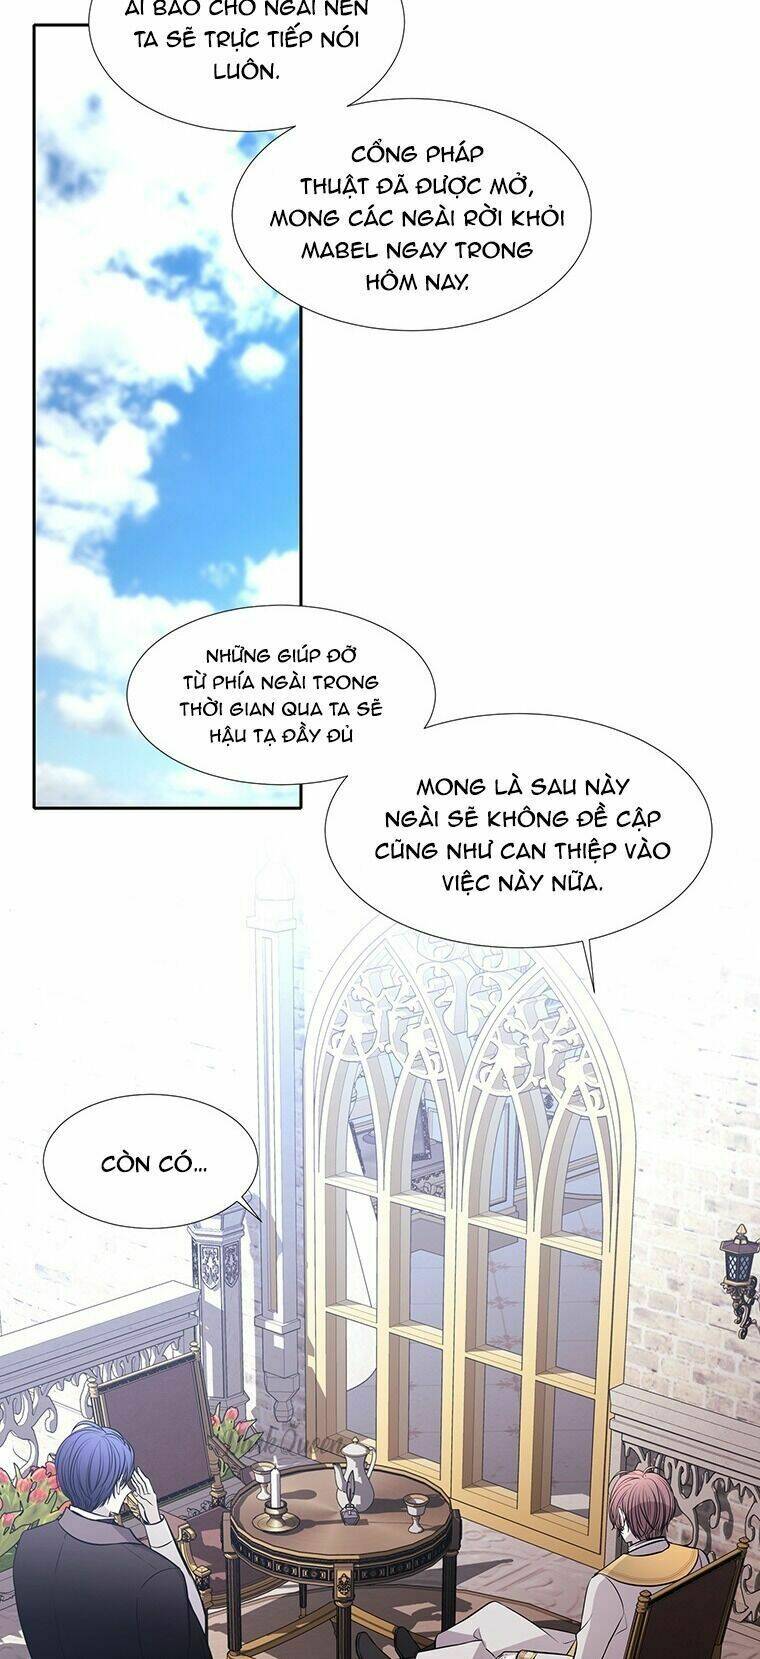 AI BẢO CHO NGÀI NÊN
TA SẼ TRỰC TIẾP NÓI
LUÔN.
CỔNG PHÁP
THUẬT ĐÃ ĐƯỢC MỞ,
MONG CÁC NGÀI RỜI KHỎI
MABEL NGAY TRONG
HÔM NAY.
NHỮNG GIÚP ĐỠ
TỪ PHÍA NGÀI TRONG
THỜI GIAN QUA TA SẼ
HẬU TẠ ĐẦY ĐỦ
MONG LÀ SAU NÀY
NGÀI SẼ KHÔNG ĐỀ CẬP
CŨNG NHƯ CAN THIỆP VÀO
VIỆC NÀY NỮA.
CÒN CÓ...